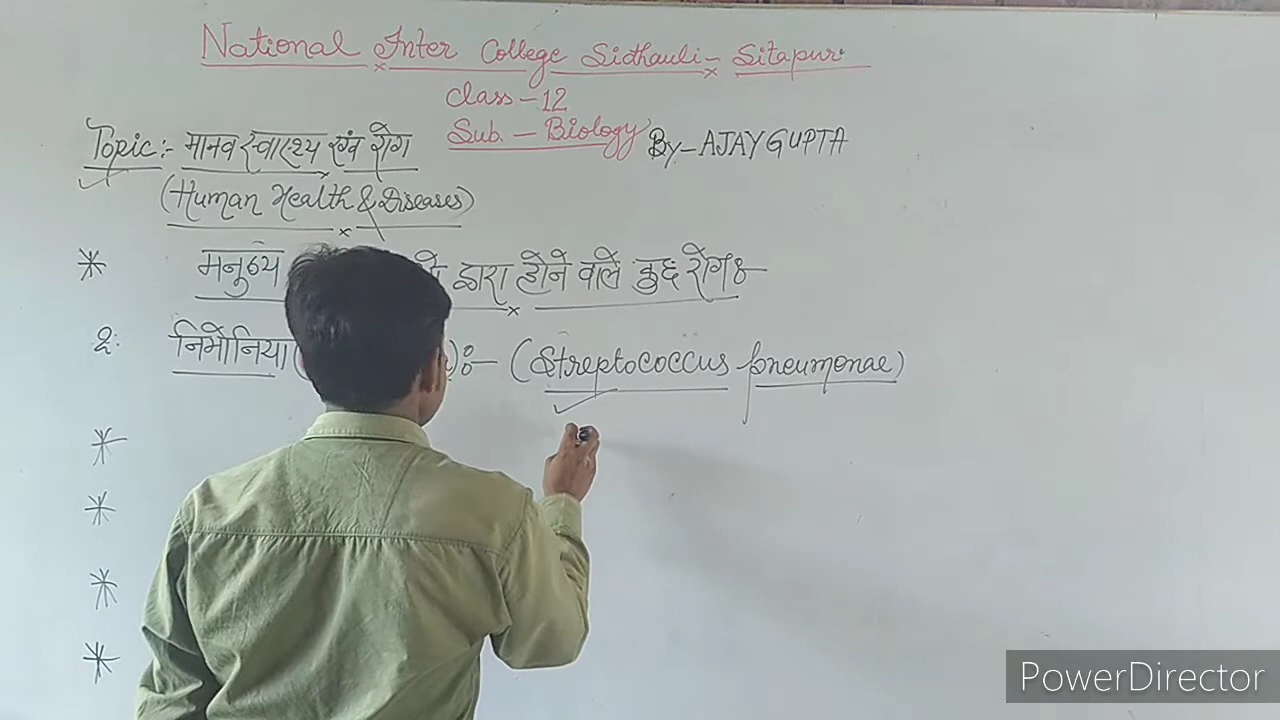 National Inter College Sidhauli - Sitapur
Class - 12
Sub. - Biology By - AJAY GUPTA
Topic :- मानव स्वास्थ्य एवं रोग
(Human Health & Diseases)
* मनुष्य द्वारा होने वाले कुछ रोग :-
2. निमोनिया ( ) :- (Streptococcus pneumonae)
*
*
*
*
PowerDirector